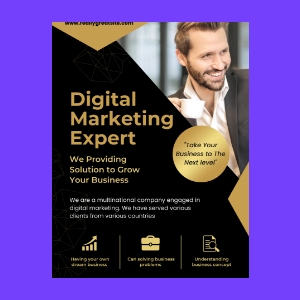 www.reallygreatsite.com
Digital
Marketing
Expert
"Take Your
Business to The
Next level"
We Providing
Solution to Grow
Your Business
We are a multinational company engaged in
digital marketing. We have served various
clients from various countries
Having your own
dream business
Can solving business
problems
Understanding
business concept